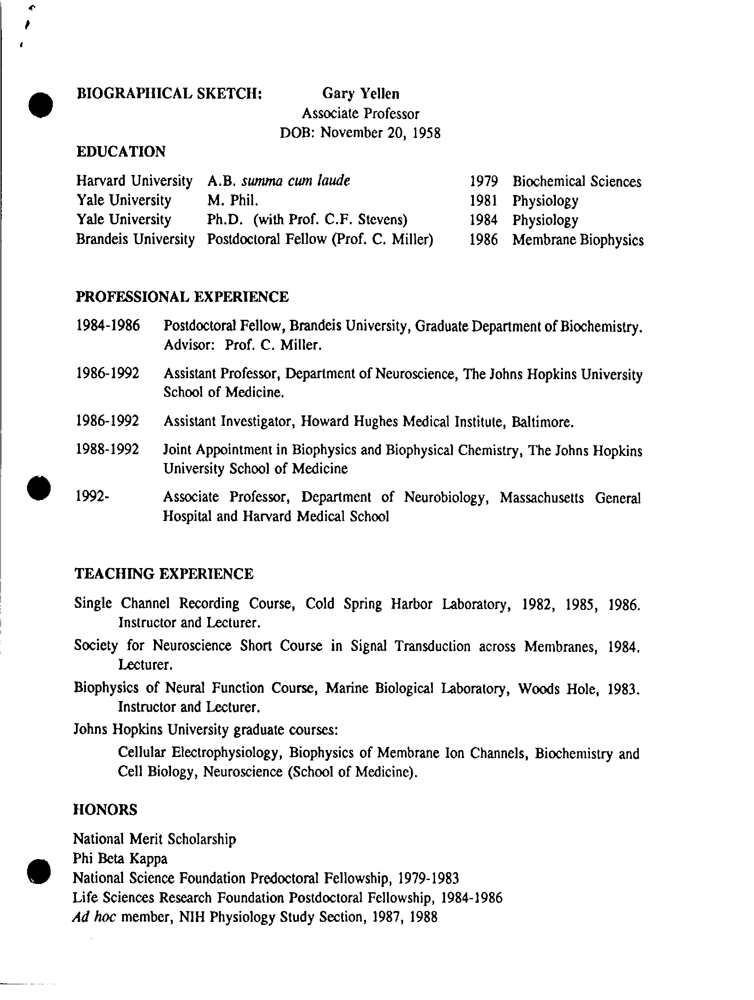 BIOGRAPHICAL SKETCH: Gary Yellen
Associate Professor
DOB: November 20, 1958
EDUCATION
Harvard University A.B. summa cum laude 1979 Biochemical Sciences
Yale University M. Phil. 1981 Physiology
Yale University Ph.D. (with Prof. C.F. Stevens) 1984 Physiology
Brandeis University Postdoctoral Fellow (Prof. C. Miller) 1986 Membrane Biophysics
PROFESSIONAL EXPERIENCE
1984-1986 Postdoctoral Fellow, Brandeis University, Graduate Department of Biochemistry.
Advisor: Prof. C. Miller.
1986-1992 Assistant Professor, Department of Neuroscience, The Johns Hopkins University
School of Medicine.
1986-1992 Assistant Investigator, Howard Hughes Medical Institute, Baltimore.
1988-1992 Joint Appointment in Biophysics and Biophysical Chemistry, The Johns Hopkins
University School of Medicine
1992- Associate Professor, Department of Neurobiology, Massachusetts General
Hospital and Harvard Medical School
TEACHING EXPERIENCE
Single Channel Recording Course, Cold Spring Harbor Laboratory, 1982, 1985, 1986.
Instructor and Lecturer.
Society for Neuroscience Short Course in Signal Transduction across Membranes, 1984.
Lecturer.
Biophysics of Neural Function Course, Marine Biological Laboratory, Woods Hole, 1983.
Instructor and Lecturer.
Johns Hopkins University graduate courses:
Cellular Electrophysiology, Biophysics of Membrane Ion Channels, Biochemistry and
Cell Biology, Neuroscience (School of Medicine).
HONORS
National Merit Scholarship
Phi Beta Kappa
National Science Foundation Predoctoral Fellowship, 1979-1983
Life Sciences Research Foundation Postdoctoral Fellowship, 1984-1986
Ad hoc member, NIH Physiology Study Section, 1987, 1988